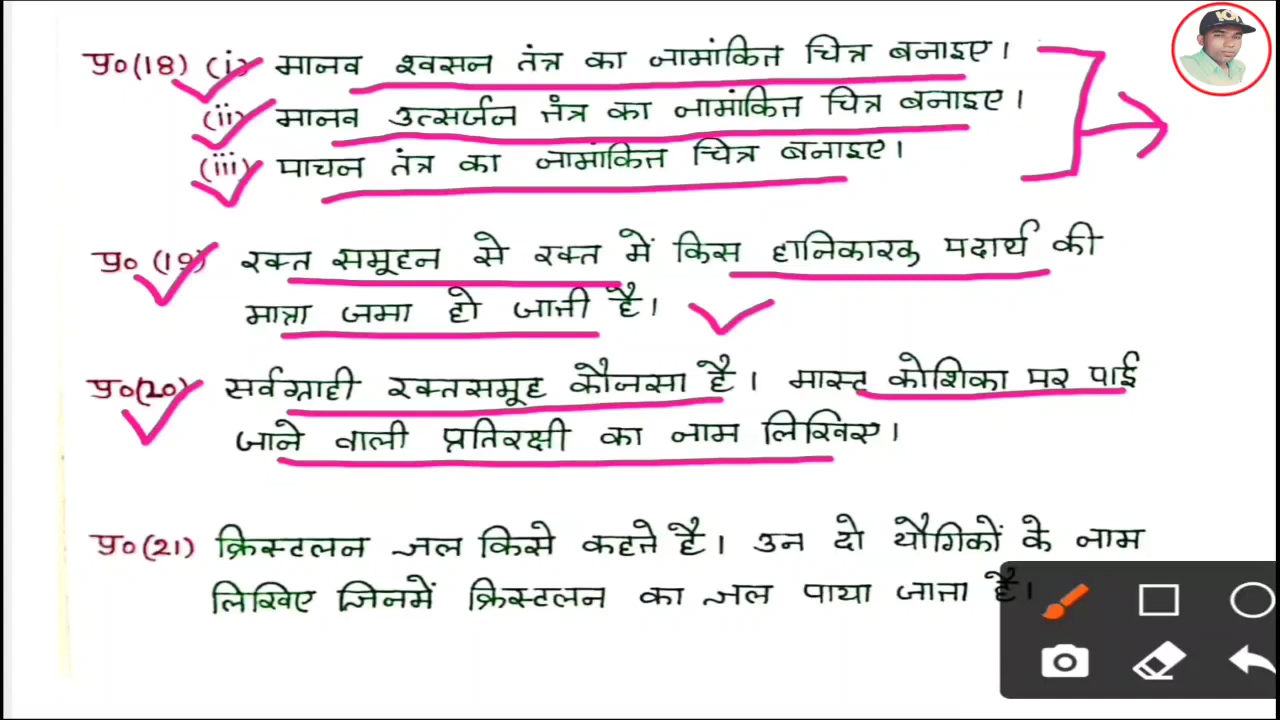 प्र०(18) (i) मानव श्वसन तंत्र का नामांकित चित्र बनाइए।
(ii) मानव उत्सर्जन तंत्र का नामांकित चित्र बनाइए।
(iii) पाचन तंत्र का नामांकित चित्र बनाइए।
प्र० (19) रक्त समूहन से रक्त में किस हानिकारक पदार्थ की
मात्रा जमा हो जाती है।
प्र०(20) सर्वग्राही रक्तसमूह कौनसा है। मास्ट कोशिका पर पाई
जाने वाली प्रतिरक्षी का नाम लिखिए।
प्र०(21) क्रिस्टलन जल किसे कहते है। उन दो यौगिकों के नाम
लिखिए जिनमें क्रिस्टलन का जल पाया जाता है।